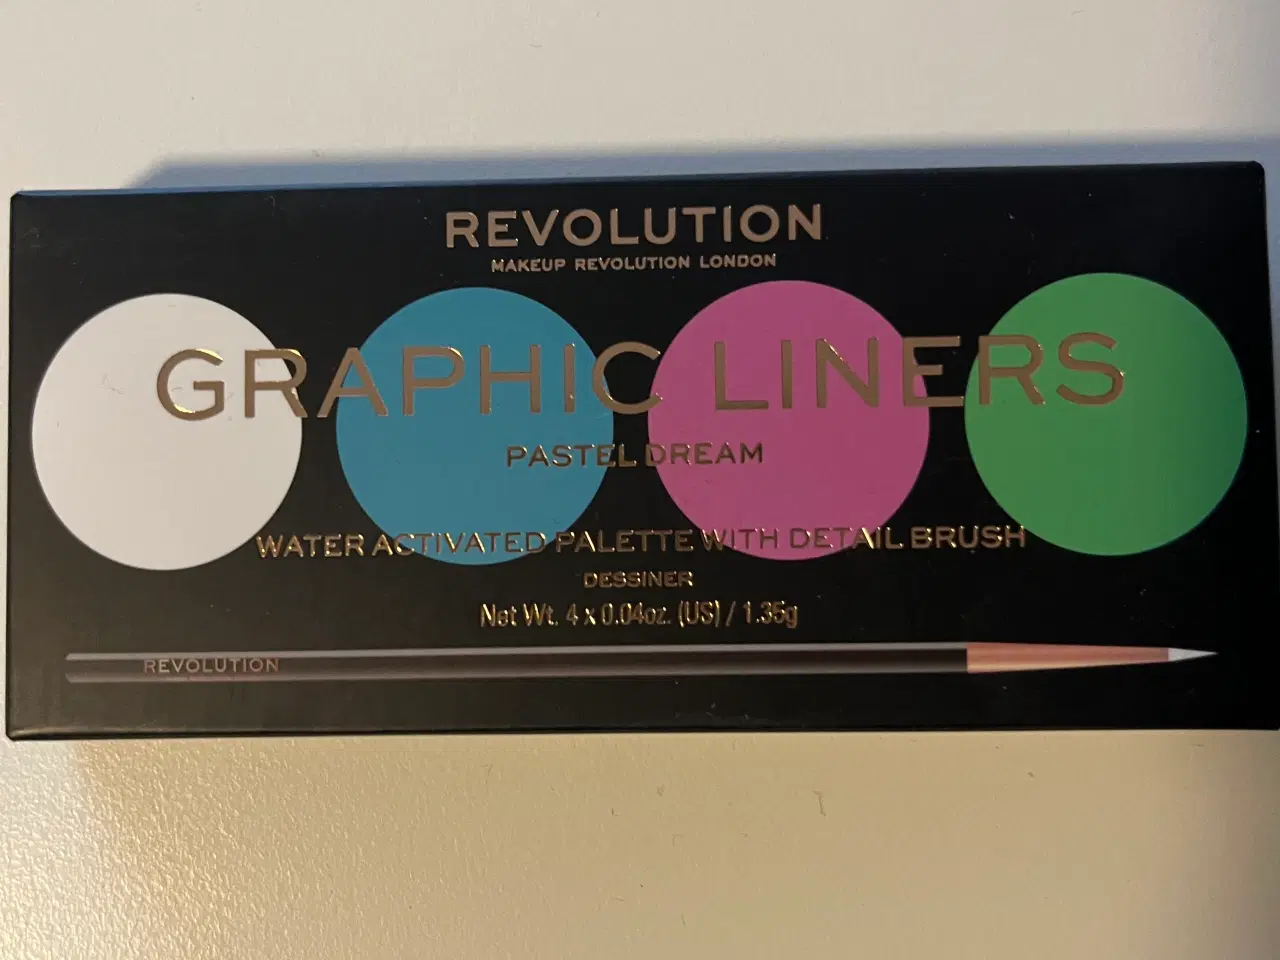 REVOLUTION
MAKEUP REVOLUTION LONDON
GRAPHIC LINERS
PASTEL DREAM
WATER ACTIVATED PALETTE WITH DETAIL BRUSH
DESSINER
Net Wt. 4 x 0.04oz. (US) / 1.35g
REVOLUTION